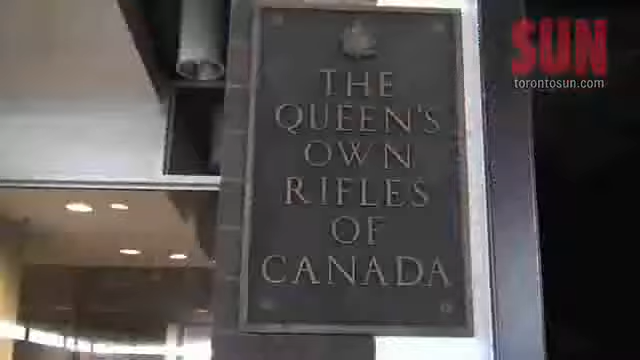 SUN
torontosun.com
THE
QUEEN'S
OWN
RIFLES
OF
CANADA